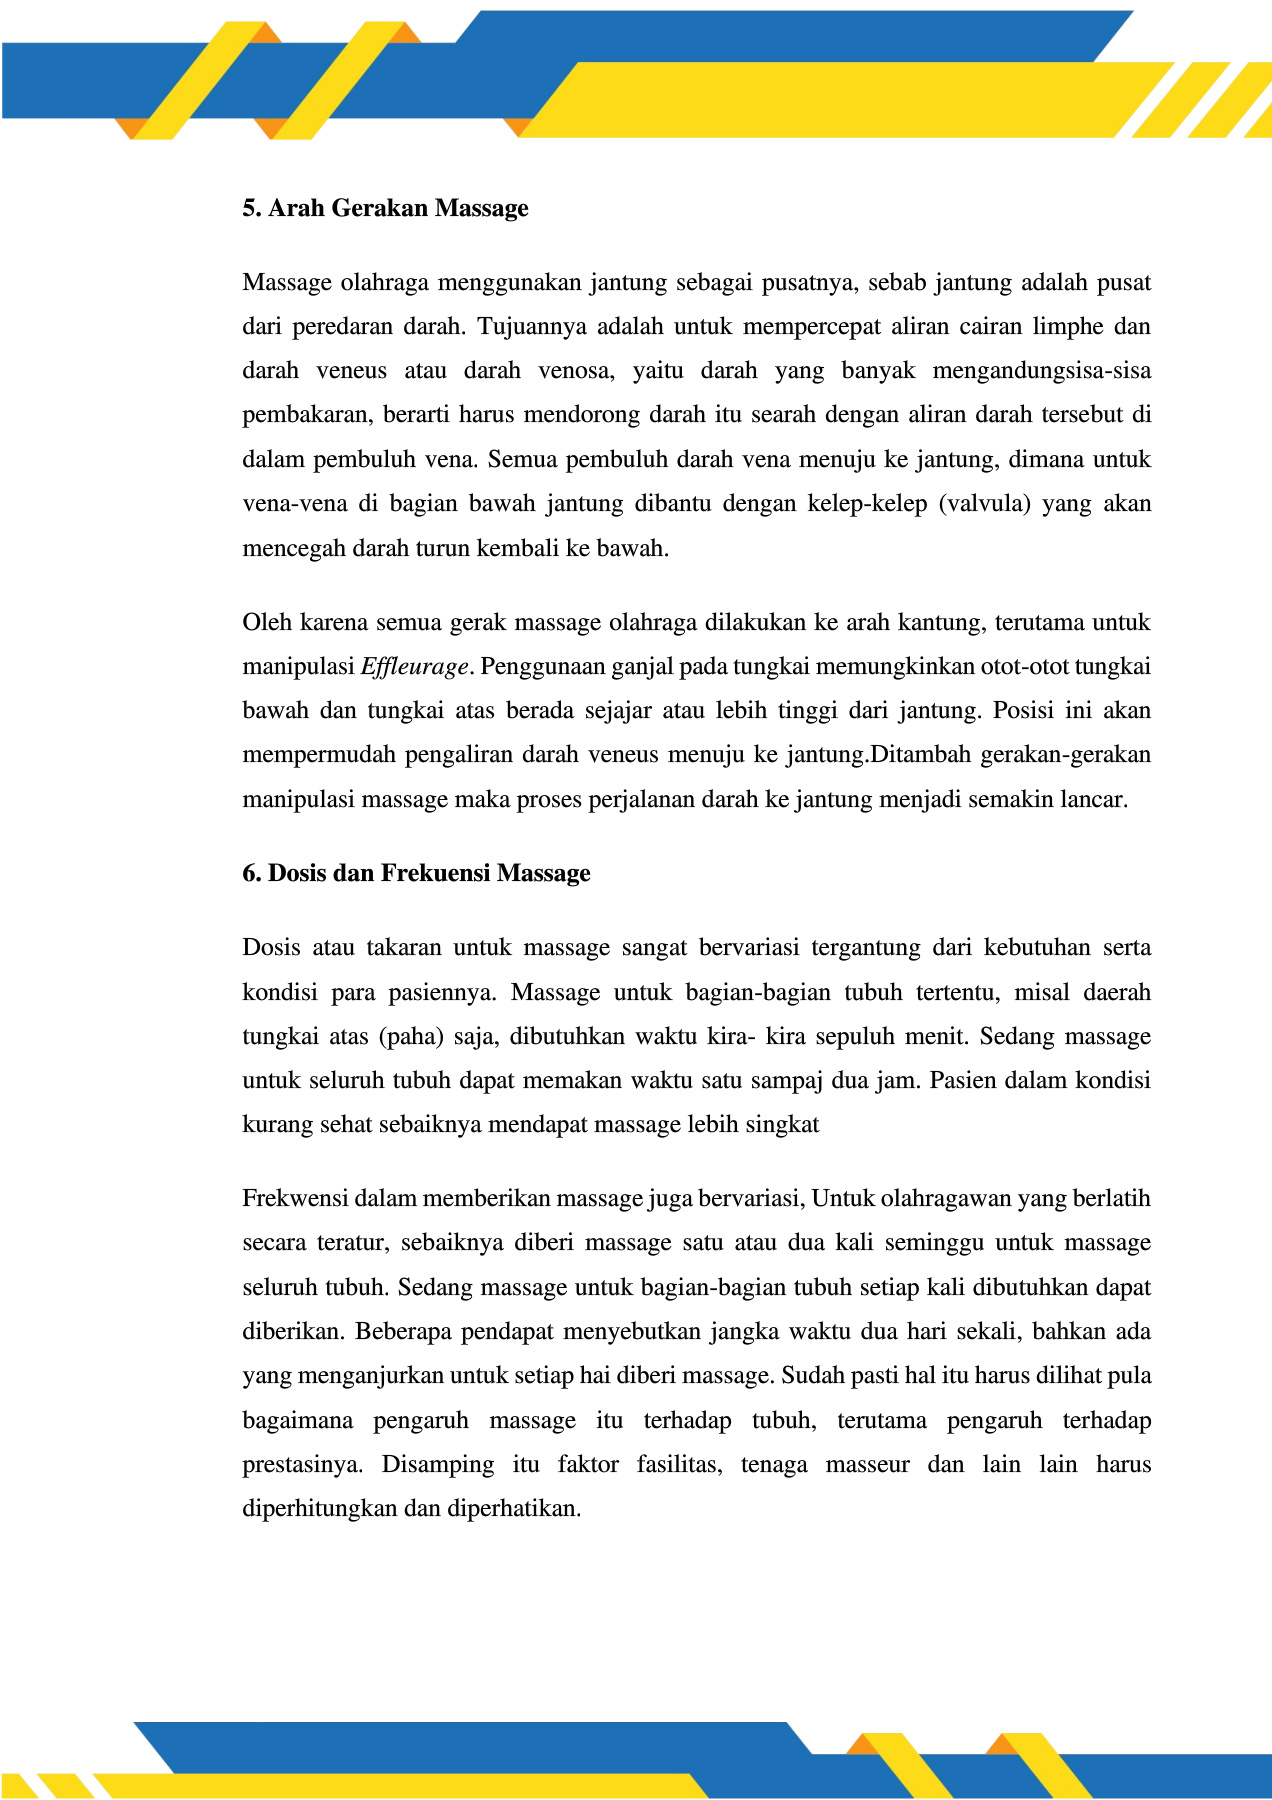 5. Arah Gerakan Massage
Massage olahraga menggunakan jantung sebagai pusatnya, sebab jantung adalah pusat
dari peredaran darah. Tujuannya adalah untuk mempercepat aliran cairan limphe dan
darah veneus atau darah venosa, yaitu darah yang banyak mengandungsisa-sisa
pembakaran, berarti harus mendorong darah itu searah dengan aliran darah tersebut di
dalam pembuluh vena. Semua pembuluh darah vena menuju ke jantung, dimana untuk
vena-vena di bagian bawah jantung dibantu dengan kelep-kelep (valvula) yang akan
mencegah darah turun kembali ke bawah.
Oleh karena semua gerak massage olahraga dilakukan ke arah kantung, terutama untuk
manipulasi Effleurage. Penggunaan ganjal pada tungkai memungkinkan otot-otot tungkai
bawah dan tungkai atas berada sejajar atau lebih tinggi dari jantung. Posisi ini akan
mempermudah pengaliran darah veneus menuju ke jantung.Ditambah gerakan-gerakan
manipulasi massage maka proses perjalanan darah ke jantung menjadi semakin lancar.
6. Dosis dan Frekuensi Massage
Dosis atau takaran untuk massage sangat bervariasi tergantung dari kebutuhan serta
kondisi para pasiennya. Massage untuk bagian-bagian tubuh tertentu, misal daerah
tungkai atas (paha) saja, dibutuhkan waktu kira- kira sepuluh menit. Sedang massage
untuk seluruh tubuh dapat memakan waktu satu sampaj dua jam. Pasien dalam kondisi
kurang sehat sebaiknya mendapat massage lebih singkat
Frekwensi dalam memberikan massage juga bervariasi, Untuk olahragawan yang berlatih
secara teratur, sebaiknya diberi massage satu atau dua kali seminggu untuk massage
seluruh tubuh. Sedang massage untuk bagian-bagian tubuh setiap kali dibutuhkan dapat
diberikan. Beberapa pendapat menyebutkan jangka waktu dua hari sekali, bahkan ada
yang menganjurkan untuk setiap hai diberi massage. Sudah pasti hal itu harus dilihat pula
bagaimana pengaruh massage itu terhadap tubuh, terutama pengaruh terhadap
prestasinya. Disamping itu faktor fasilitas, tenaga masseur dan lain lain harus
diperhitungkan dan diperhatikan.